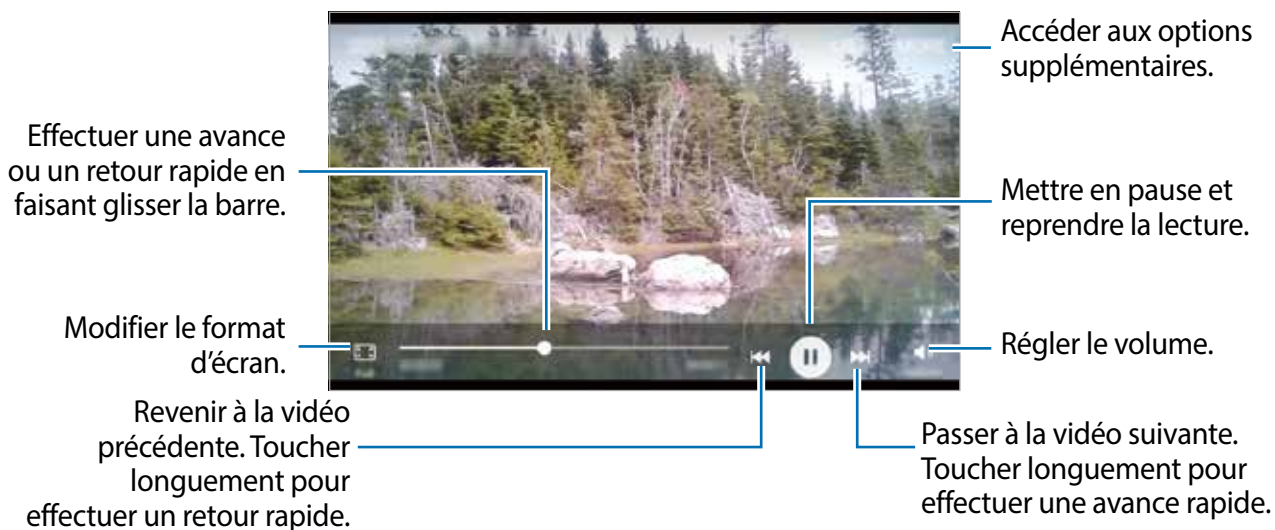 Accéder aux options
supplémentaires.
Effectuer une avance
ou un retour rapide en
faisant glisser la barre.
Mettre en pause et
reprendre la lecture.
Modifier le format
d'écran.
Régler le volume.
Revenir à la vidéo
précédente. Toucher
longuement pour
effectuer un retour rapide.
Passer à la vidéo suivante.
Toucher longuement pour
effectuer une avance rapide.